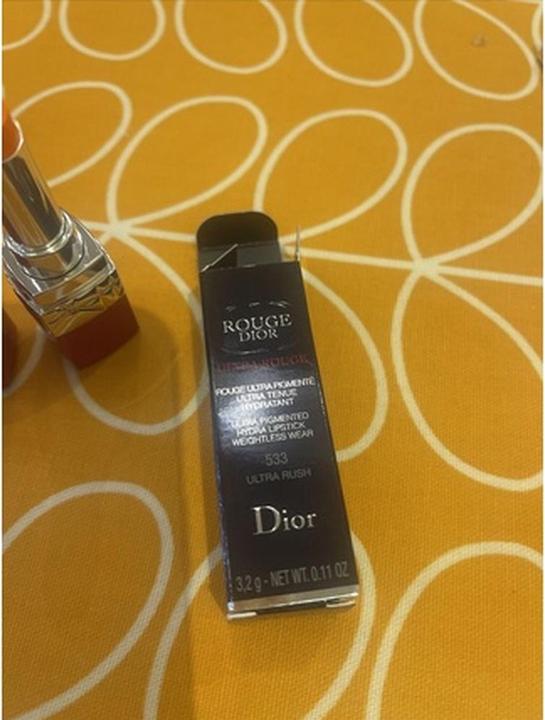 ROUGE
DIOR
ULTRA ROUGE
ROUGE ULTRA PIGMENTÉ
ULTRA TENUE
HYDRATANT
ULTRA PIGMENTED
HYDRA LIPSTICK
WEIGHTLESS WEAR
533
ULTRA RUSH
Dior
3,2 g - NET WT. 0.11 OZ